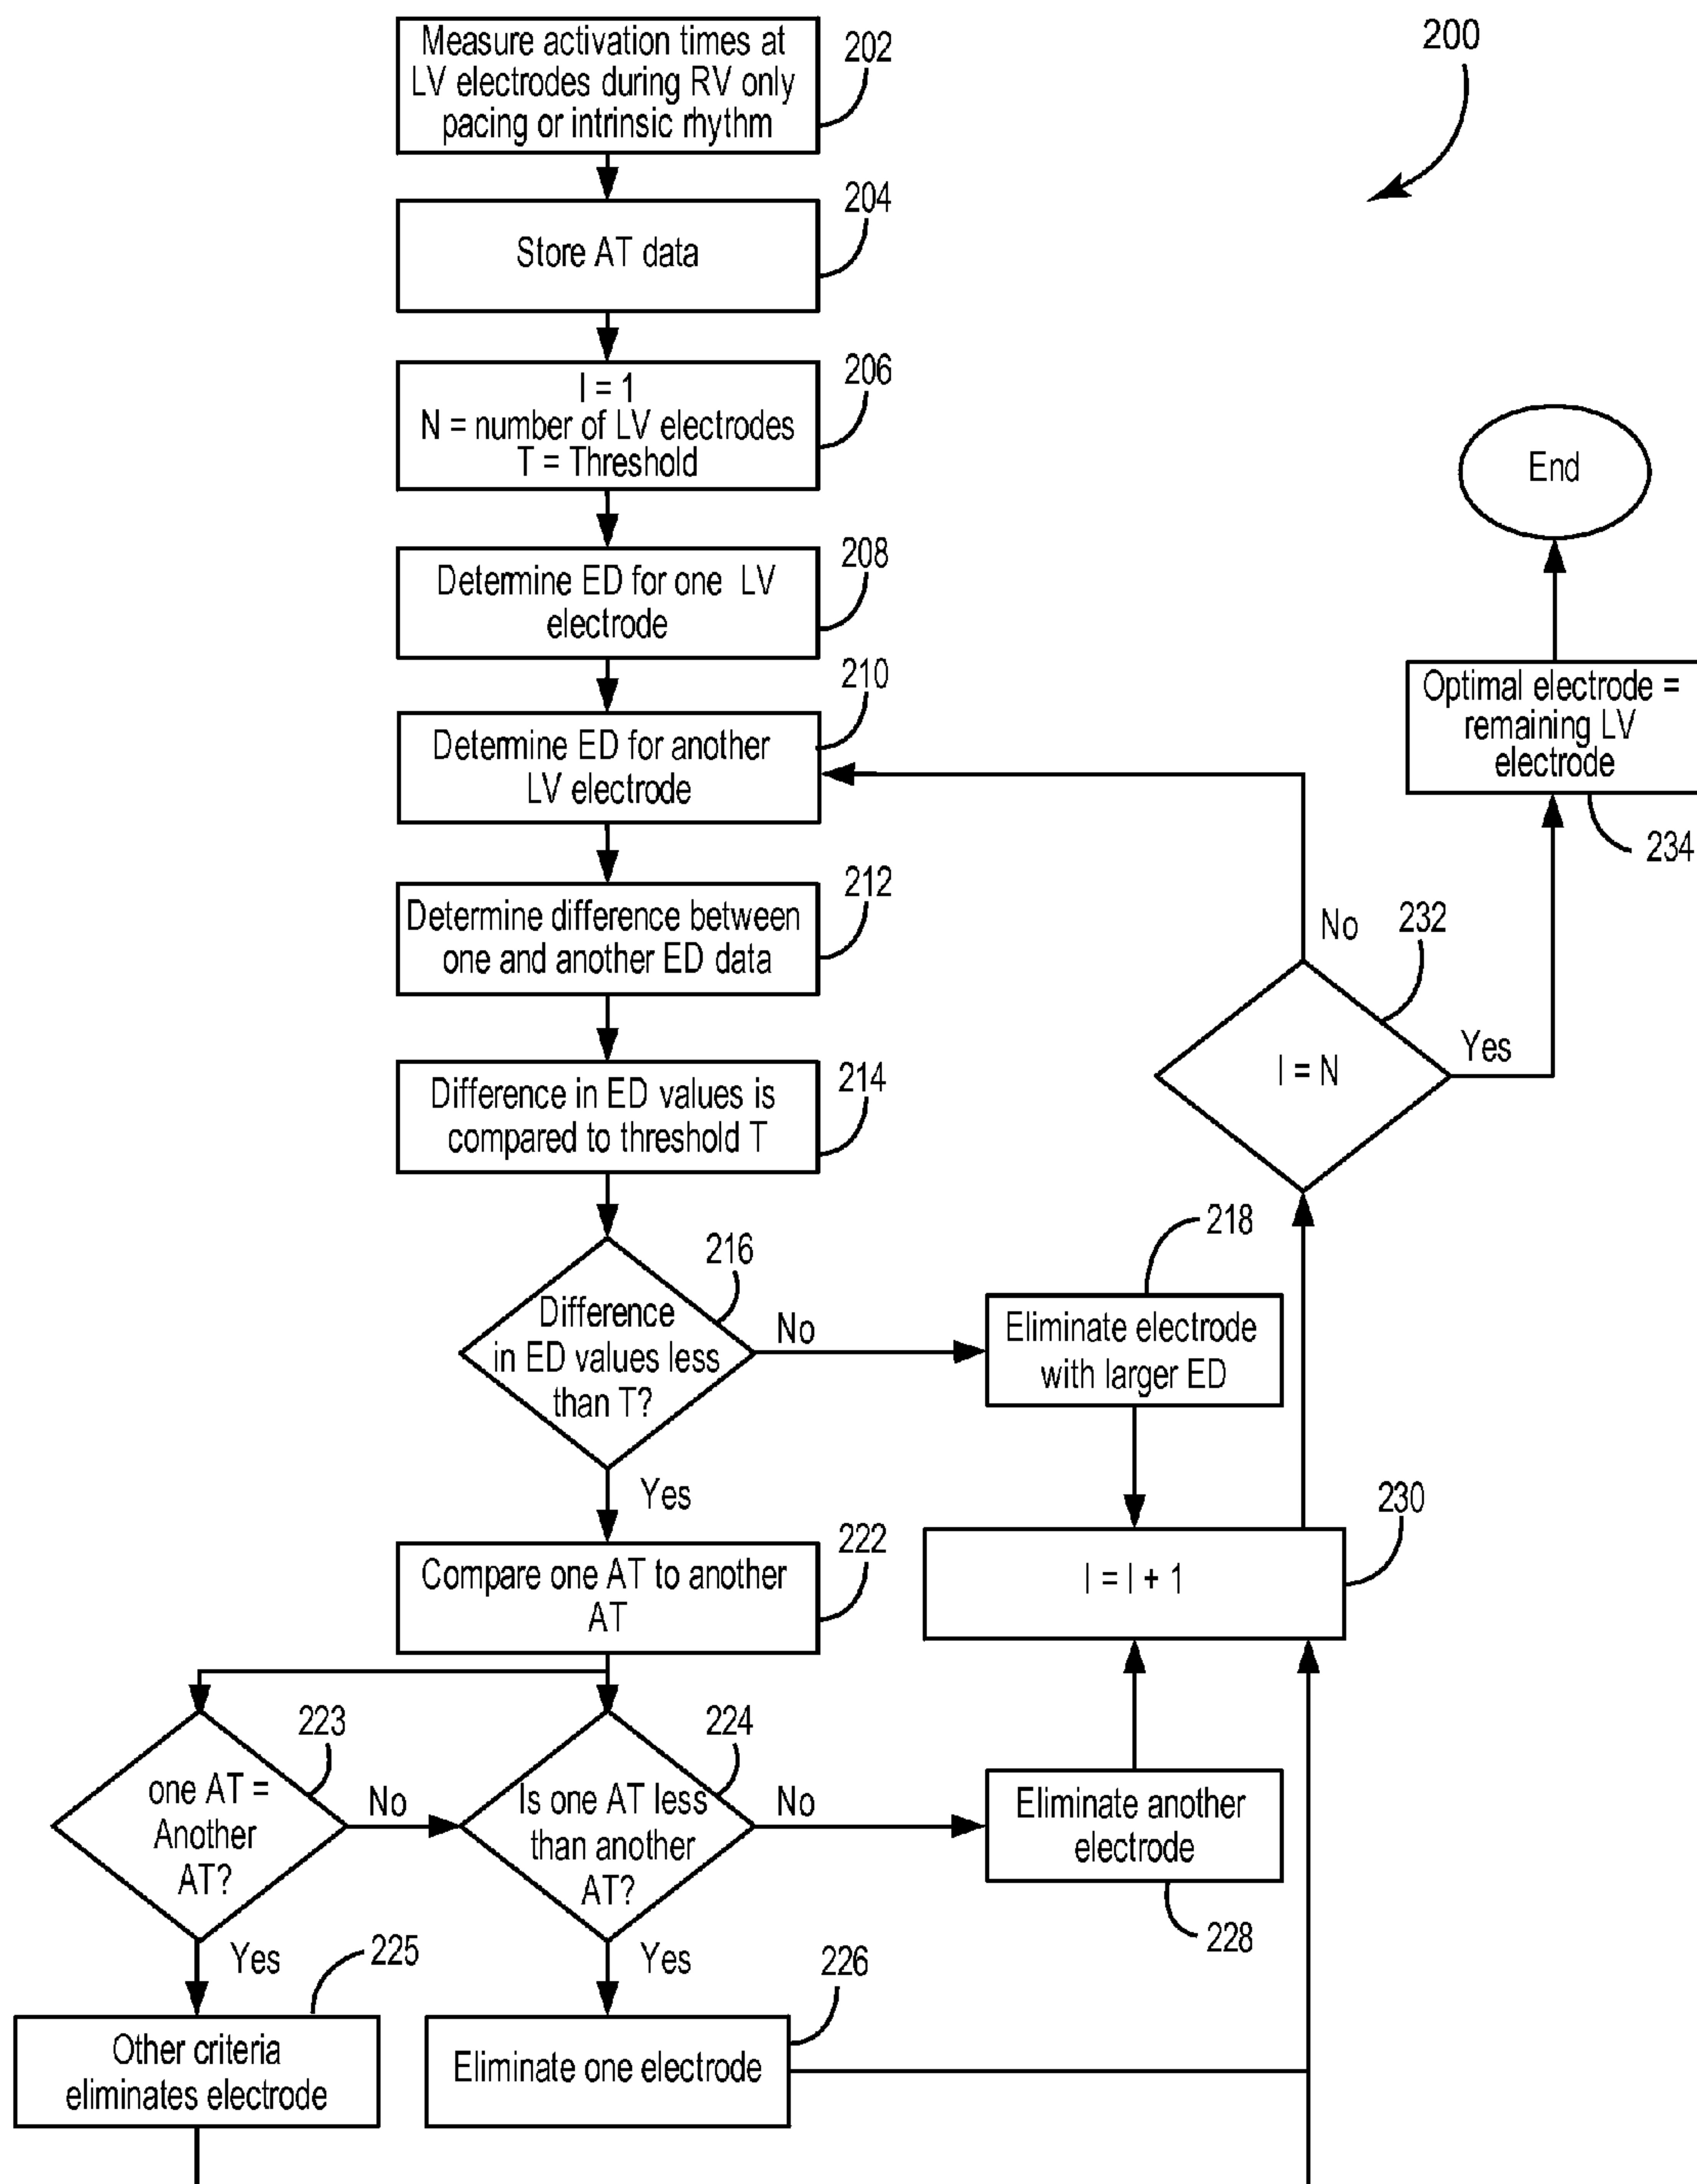 200
Measure activation times at
LV electrodes during RV only
pacing or intrinsic rhythm
202
Store AT data
204
I = 1
N = number of LV electrodes
T = Threshold
206
End
Determine ED for one LV
electrode
208
Determine ED for another
LV electrode
210
Optimal electrode =
remaining LV
electrode
234
Determine difference between
one and another ED data
212
No
232
I = N
Yes
Difference in ED values is
compared to threshold T
214
216
Difference
in ED values less
than T?
No
218
Eliminate electrode
with larger ED
Yes
Compare one AT to another
AT
222
I = I + 1
230
223
one AT =
Another
AT?
No
224
Is one AT less
than another
AT?
No
Eliminate another
electrode
228
Yes
225
Other criteria
eliminates electrode
Yes
226
Eliminate one electrode